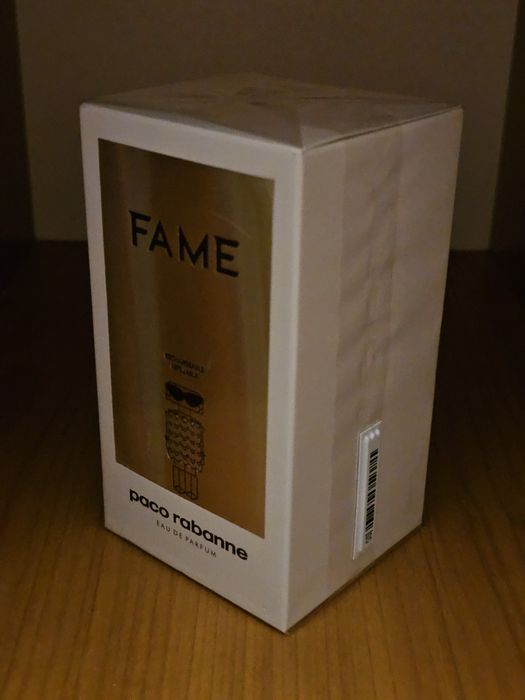 FAME
RECHARGEABLE
REFILLABLE
paco rabanne
EAU DE PARFUM